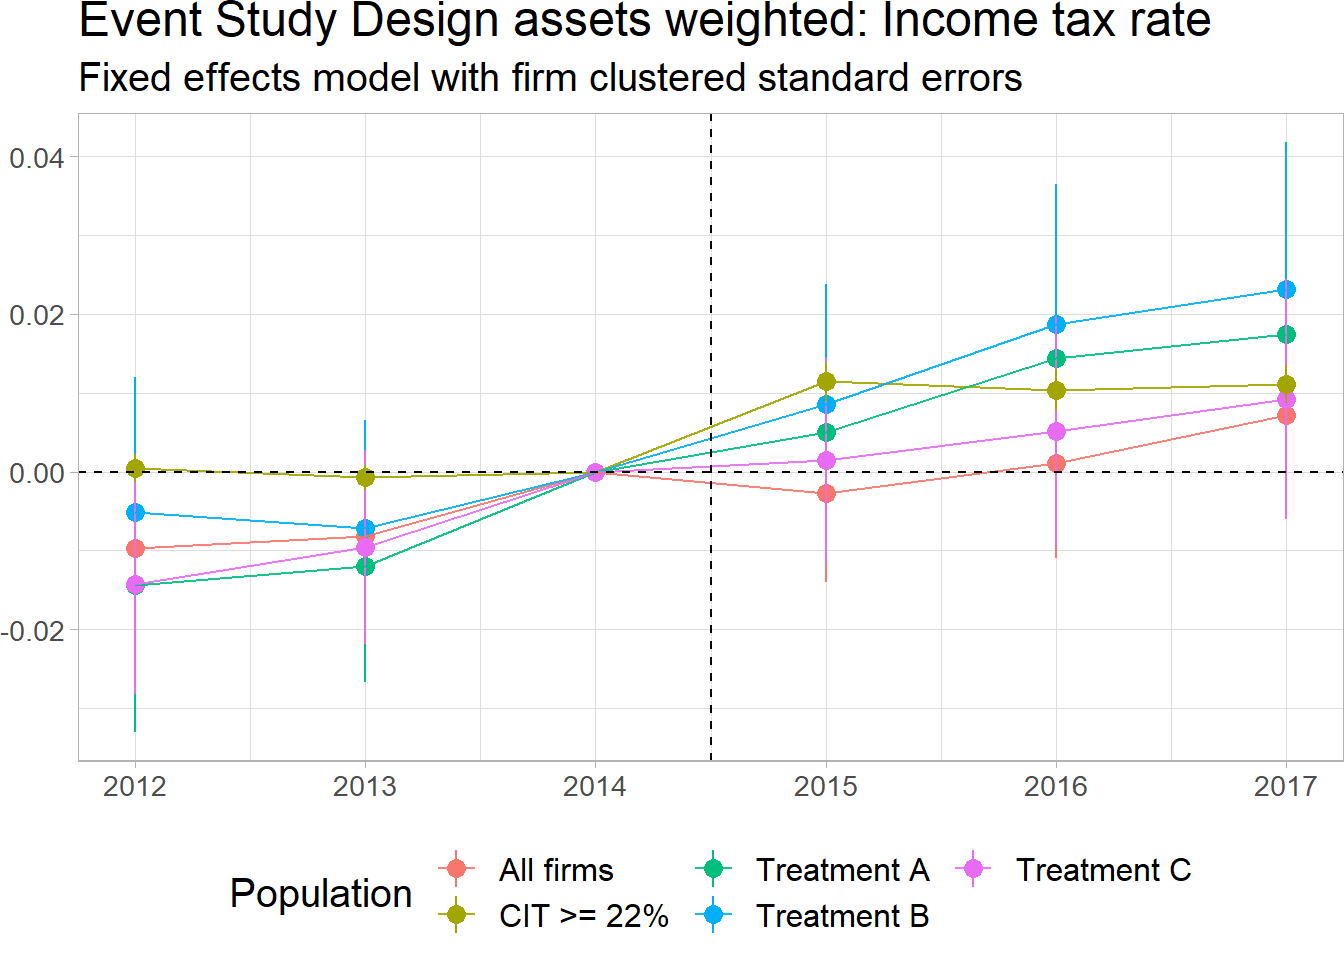 Event Study Design assets weighted: Income tax rate
Fixed effects model with firm clustered standard errors
0.04
0.02
0.00
-0.02
2012 2013 2014 2015 2016 2017
Population
All firms Treatment A Treatment C
CIT >= 22% Treatment B